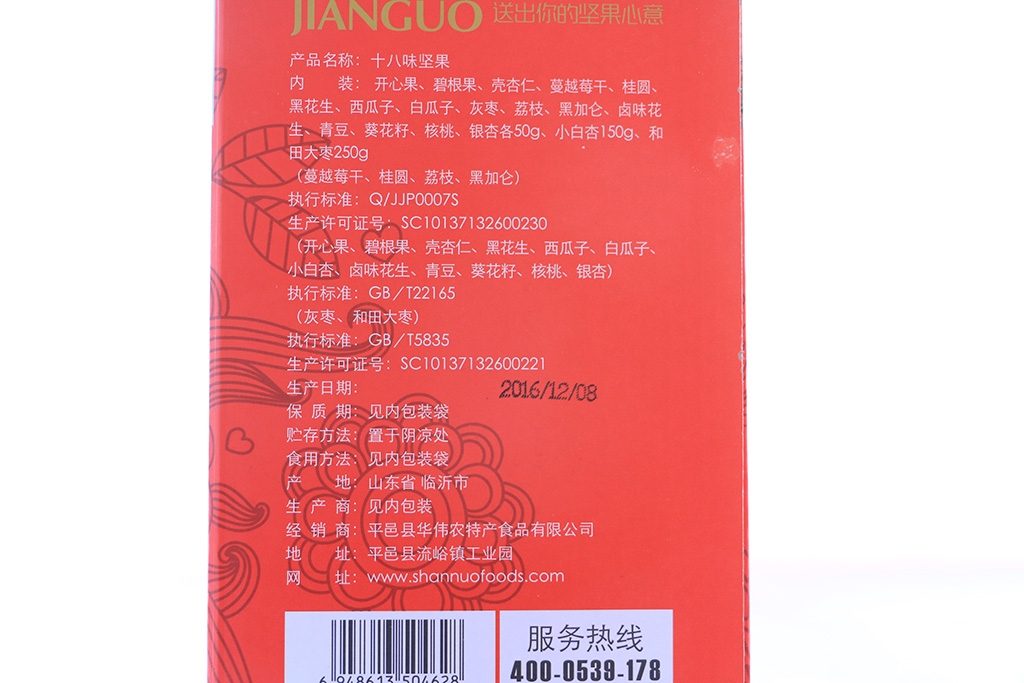 JIANGUO 送出你的坚果心意
产品名称：十八味坚果
内 装：开心果、碧根果、壳杏仁、蔓越莓干、桂圆、
黑花生、西瓜子、白瓜子、灰枣、荔枝、黑加仑、卤味花
生、青豆、葵花籽、核桃、银杏各50g、小白杏150g、和
田大枣250g
（蔓越莓干、桂圆、荔枝、黑加仑）
执行标准：Q/JJP0007S
生产许可证号：SC10137132600230
（开心果、碧根果、壳杏仁、黑花生、西瓜子、白瓜子、
小白杏、卤味花生、青豆、葵花籽、核桃、银杏）
执行标准：GB／T22165
（灰枣、和田大枣）
执行标准：GB／T5835
生产许可证号：SC10137132600221
生产日期： 2016/12/08
保 质 期：见内包装袋
贮存方法：置于阴凉处
食用方法：见内包装袋
产 地：山东省 临沂市
生 产 商：见内包装
经 销 商：平邑县华伟农特产食品有限公司
地 址：平邑县流峪镇工业园
网 址：www.shannuofoods.com
服务热线
400-0539-178
6 948613 504628